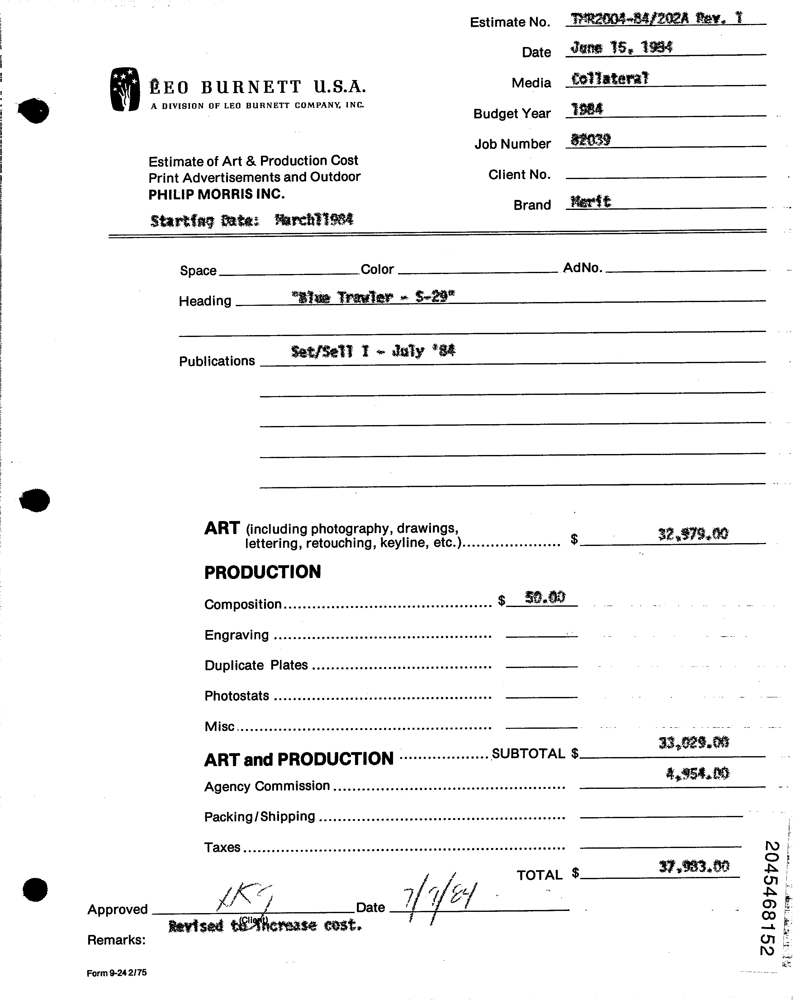 Estimate No. TMR2004-84/202A Rev. 1
Date June 15, 1984
Media Collateral
LEO BURNETT U.S.A.
A DIVISION OF LEO BURNETT COMPANY, INC.
Budget Year 1984
Job Number 82039
Estimate of Art & Production Cost
Print Advertisements and Outdoor
PHILIP MORRIS INC.
Client No.
Brand Merit
Starting Date: March11984
Space Color Ad No.
Heading "Blue Trawler - S-29"
Publications Set/Sell I - July '84
ART (including photography, drawings,
lettering, retouching, keyline, etc.) $ 32,979.00
PRODUCTION
Composition $ 50.00
Engraving
Duplicate Plates
Photostats
Misc
ART and PRODUCTION SUBTOTAL $ 33,029.00
Agency Commission 4,954.00
Packing/Shipping
Taxes
TOTAL $ 37,983.00
Approved Date 7/7/84
(Client)
Remarks: Revised to increase cost.
Form 9-24 2/75
2045468152